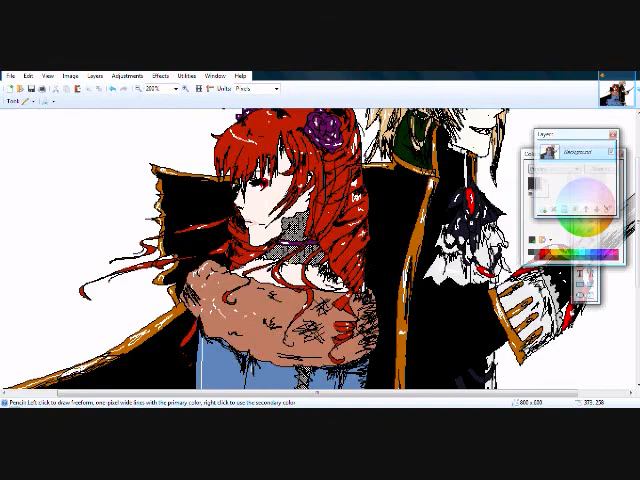 File Edit View Image Layers Adjustments Effects Utilities Window Help
200% Units: Pixels
Tool:
Layers
Background
Pencil: Left click to draw freeform, one-pixel wide lines with the primary color, right click to use the secondary color
800 x 600
373, 258